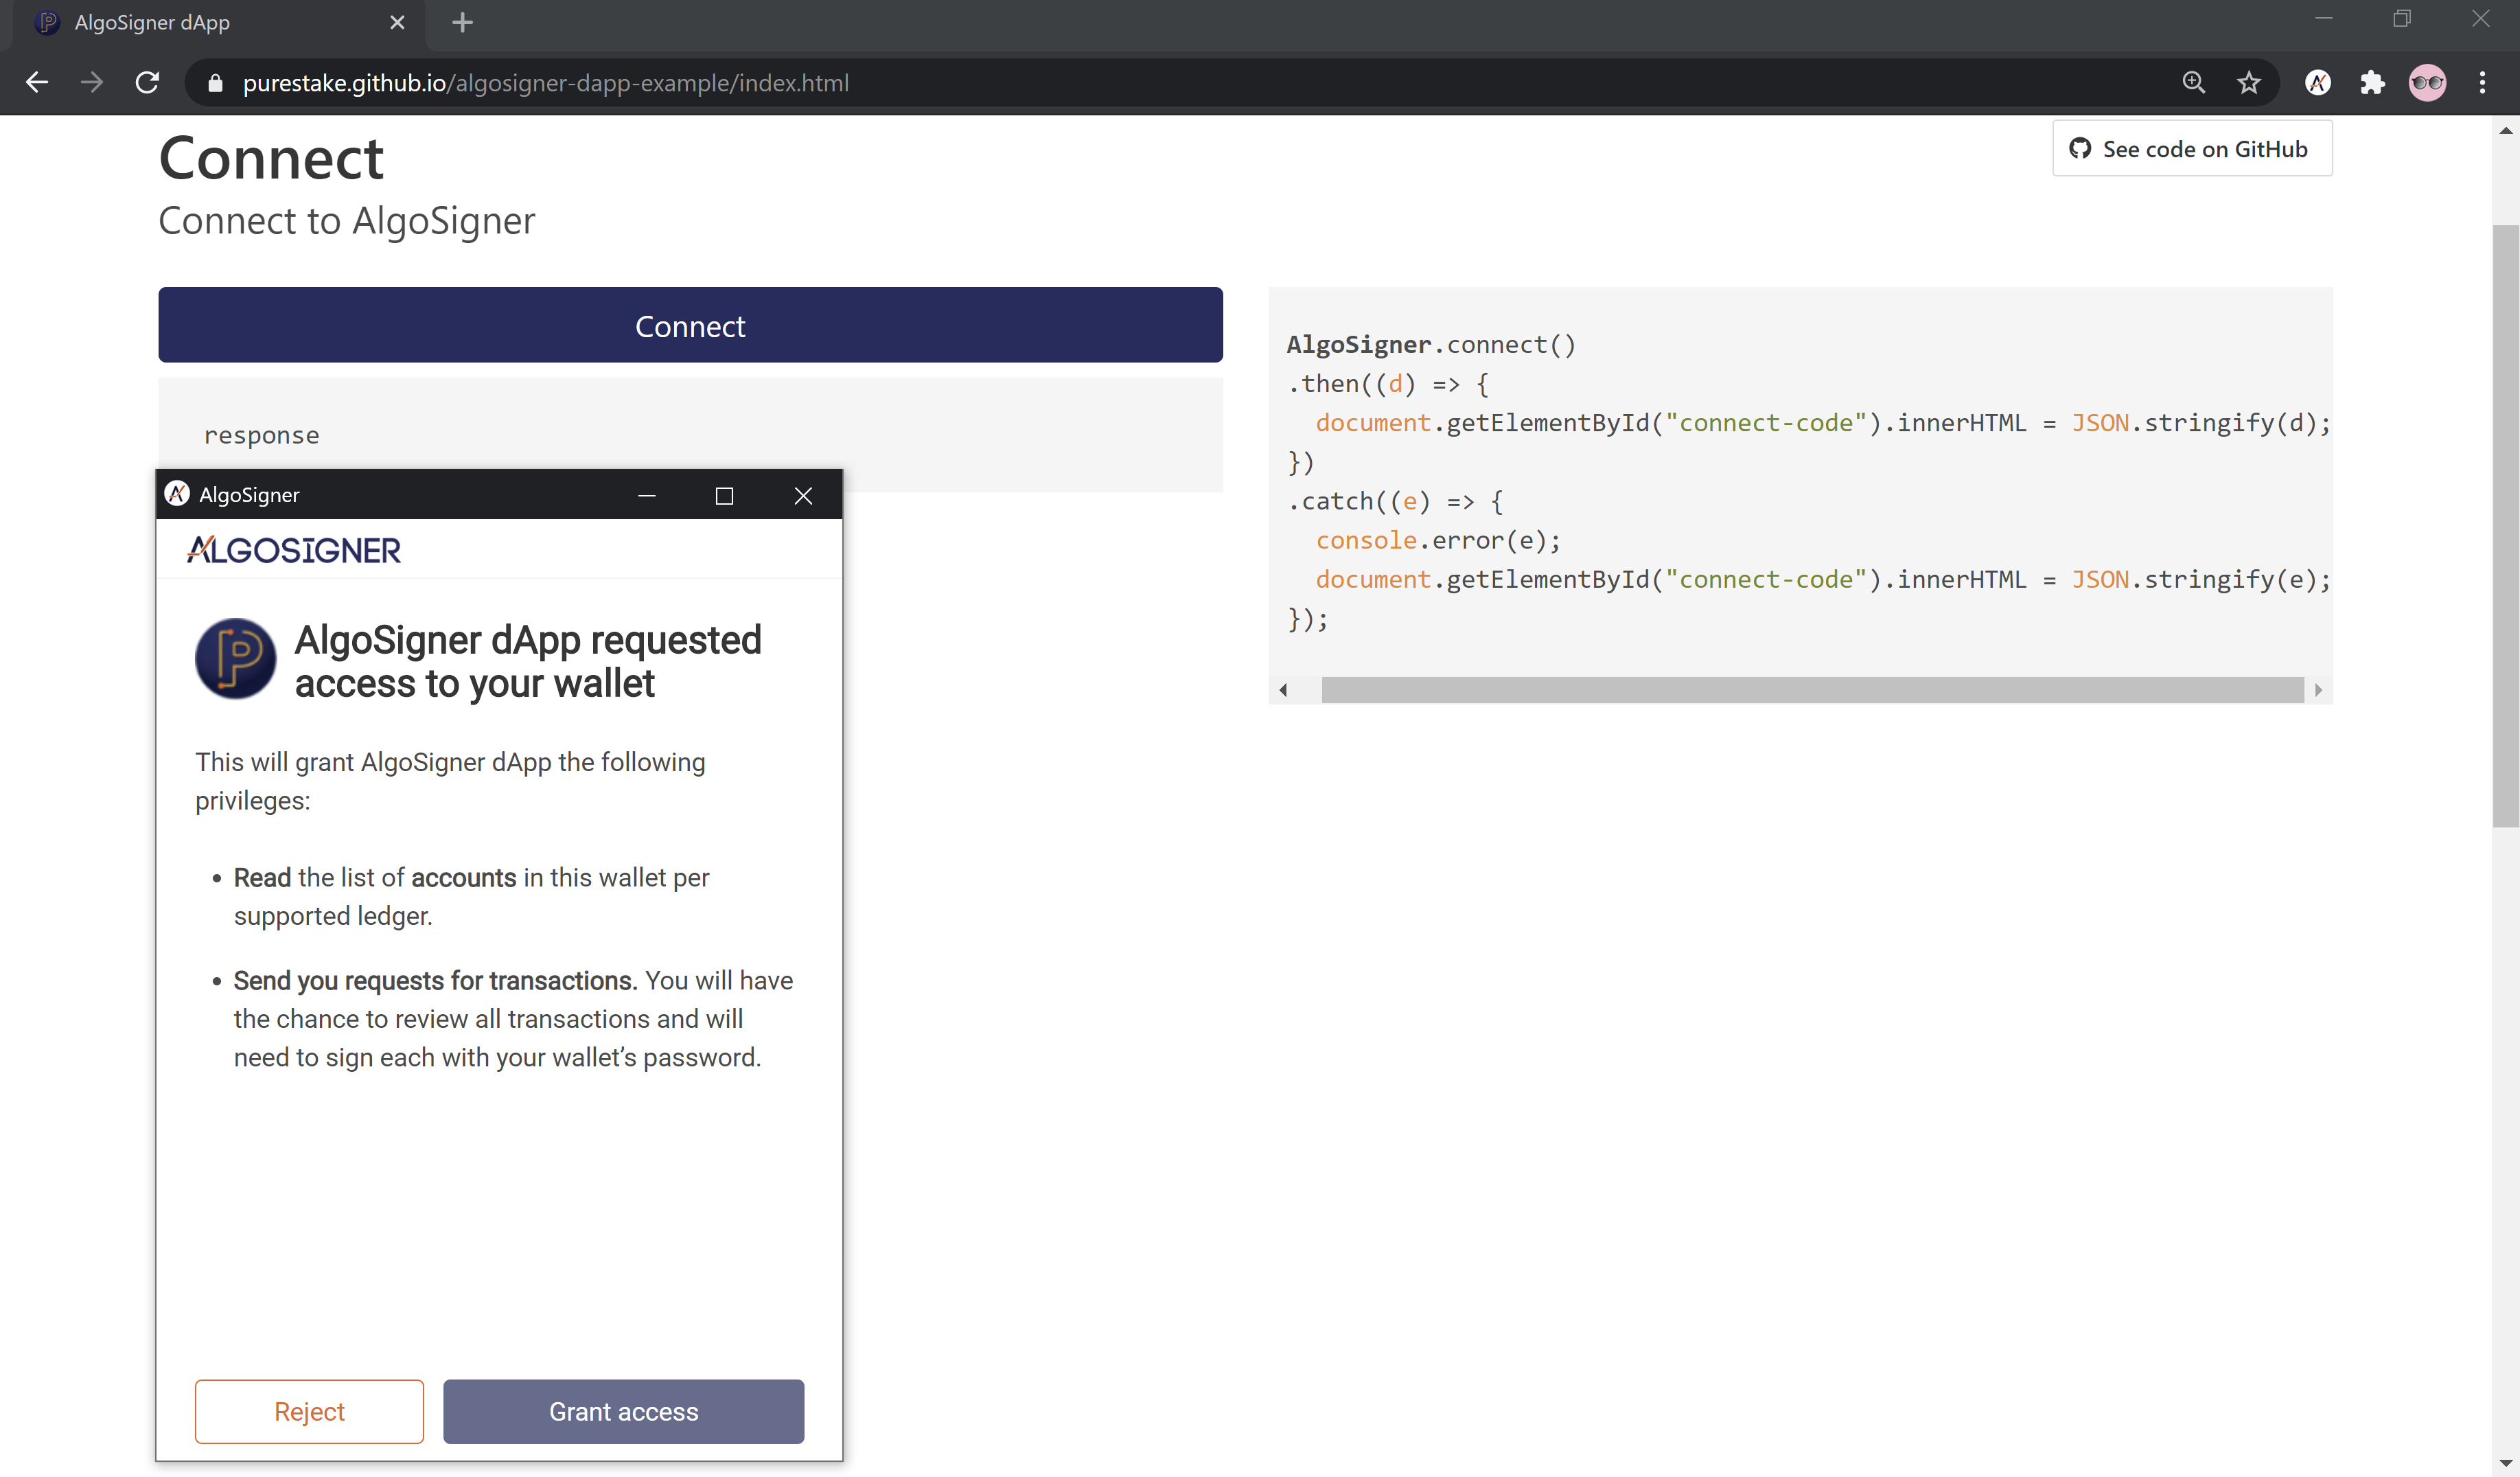 AlgoSigner dApp
purestake.github.io/algosigner-dapp-example/index.html
Connect
See code on GitHub
Connect to AlgoSigner
Connect
response
AlgoSigner.connect()
.then((d) => {
  document.getElementById("connect-code").innerHTML = JSON.stringify(d);
})
.catch((e) => {
  console.error(e);
  document.getElementById("connect-code").innerHTML = JSON.stringify(e);
});
AlgoSigner
ALGOSIGNER
AlgoSigner dApp requested
access to your wallet
This will grant AlgoSigner dApp the following
privileges:
• Read the list of accounts in this wallet per
supported ledger.
• Send you requests for transactions. You will have
the chance to review all transactions and will
need to sign each with your wallet’s password.
Reject
Grant access